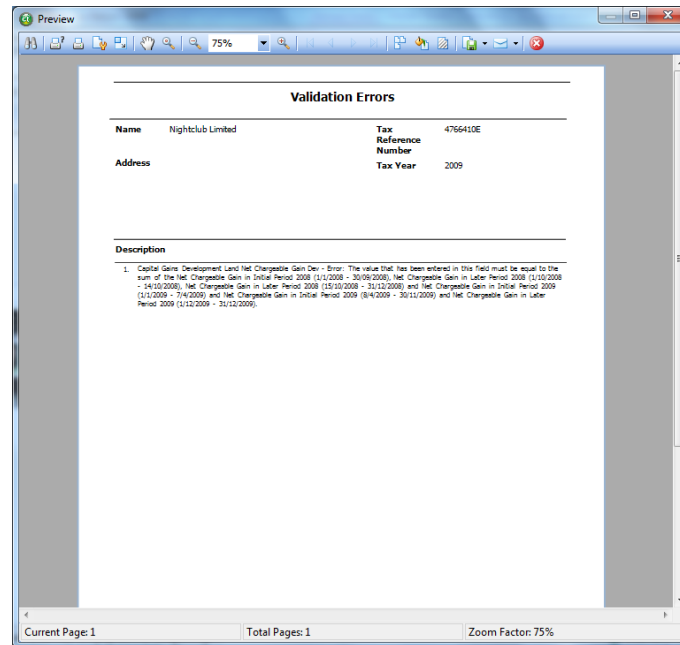 Preview
75%
Validation Errors
Name Nightclub Limited Tax Reference Number 4766410E
Address Tax Year 2009
Description
1. Capital Gains Development Land Net Chargeable Gain Dev - Error: The value that has been entered in this field must be equal to the
sum of the Net Chargeable Gain in Initial Period 2008 (1/1/2008 - 30/09/2008), Net Chargeable Gain in Later Period 2008 (1/10/2008
- 14/10/2008), Net Chargeable Gain in Later Period 2008 (15/10/2008 - 31/12/2008) and Net Chargeable Gain in Initial Period 2009
(1/1/2009 - 7/4/2009) and Net Chargeable Gain in Initial Period 2009 (8/4/2009 - 30/11/2009) and Net Chargeable Gain in Later
Period 2009 (1/12/2009 - 31/12/2009).
Current Page: 1 Total Pages: 1 Zoom Factor: 75%